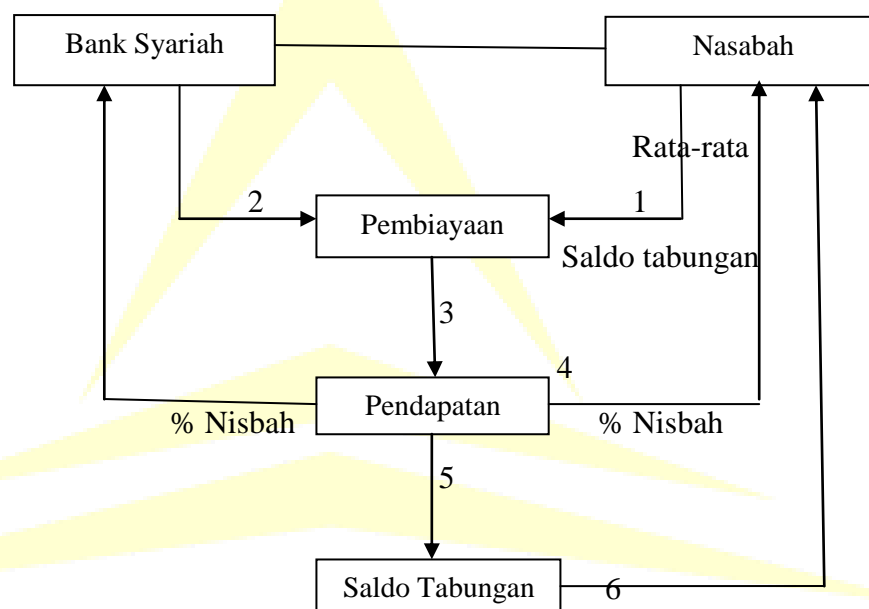 Bank Syariah
Nasabah
Rata-rata
2
1
Pembiayaan
Saldo tabungan
3
4
Pendapatan
% Nisbah
% Nisbah
5
Saldo Tabungan
6